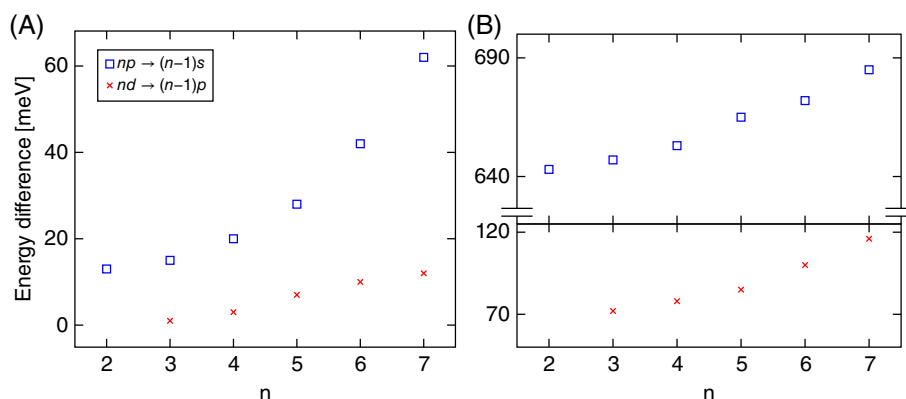 (A)
Energy difference [meV]
60
40
20
0
np → (n−1)s
nd → (n−1)p
2 3 4 5 6 7
n
(B)
690
640
120
70
2 3 4 5 6 7
n